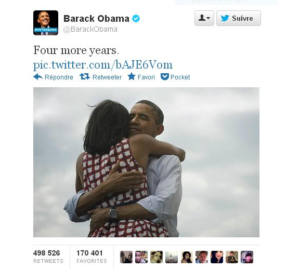 Barack Obama
@BarackObama
Suivre
Four more years.
pic.twitter.com/bAJE6Vom
Répondre Retweeter Favori Pocket
498 526 170 401
RETWEETS FAVORITES